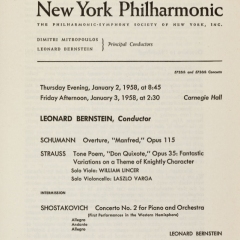 New York Philharmonic
THE PHILHARMONIC-SYMPHONY SOCIETY OF NEW YORK, INC.
DIMITRI MITROPOULOS
LEONARD BERNSTEIN
Principal Conductors
Concerts
Thursday Evening, January 2, 1958, at 8:45
Friday Afternoon, January 3, 1958, at 2:30 Carnegie Hall
LEONARD BERNSTEIN, Conductor
SCHUMANN Overture, "Manfred," Opus 115
STRAUSS Tone Poem, "Don Quixote," Opus 35: Fantastic
Variations on a Theme of Knightly Character
Solo Viola: WILLIAM LINCER
Solo Violoncello: LASZLO VARGA
INTERMISSION
SHOSTAKOVICH Concerto No. 2 for Piano and Orchestra
(First Performances in the Western Hemisphere)
Allegro
Andante
Allegro